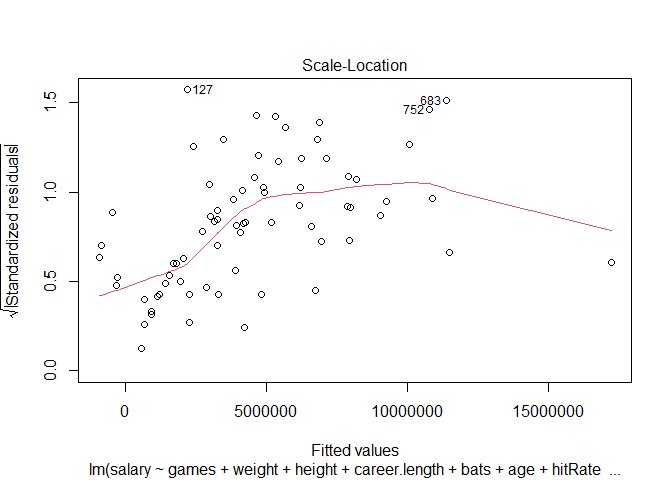 Scale-Location
√|Standardized residuals|
1.5
1.0
0.5
0.0
127
683
752
0 5000000 10000000 15000000
Fitted values
lm(salary ~ games + weight + height + career.length + bats + age + hitRate ...